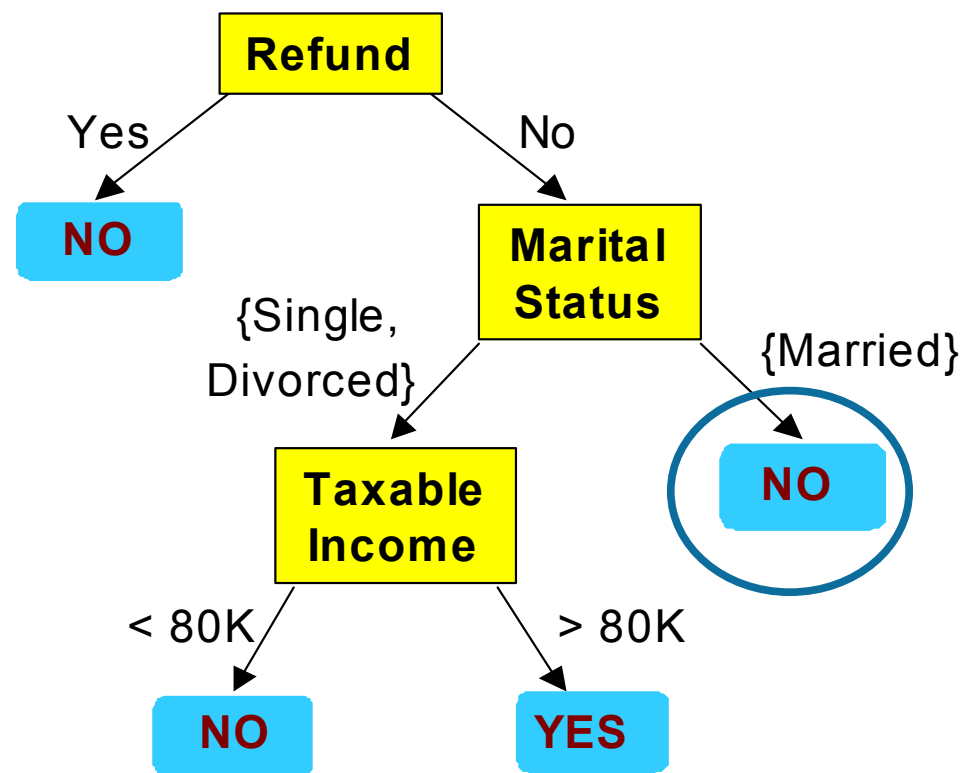 Refund
Yes
No
NO
Marital
Status
{Single,
Divorced}
{Married}
Taxable
Income
NO
< 80K
> 80K
NO
YES